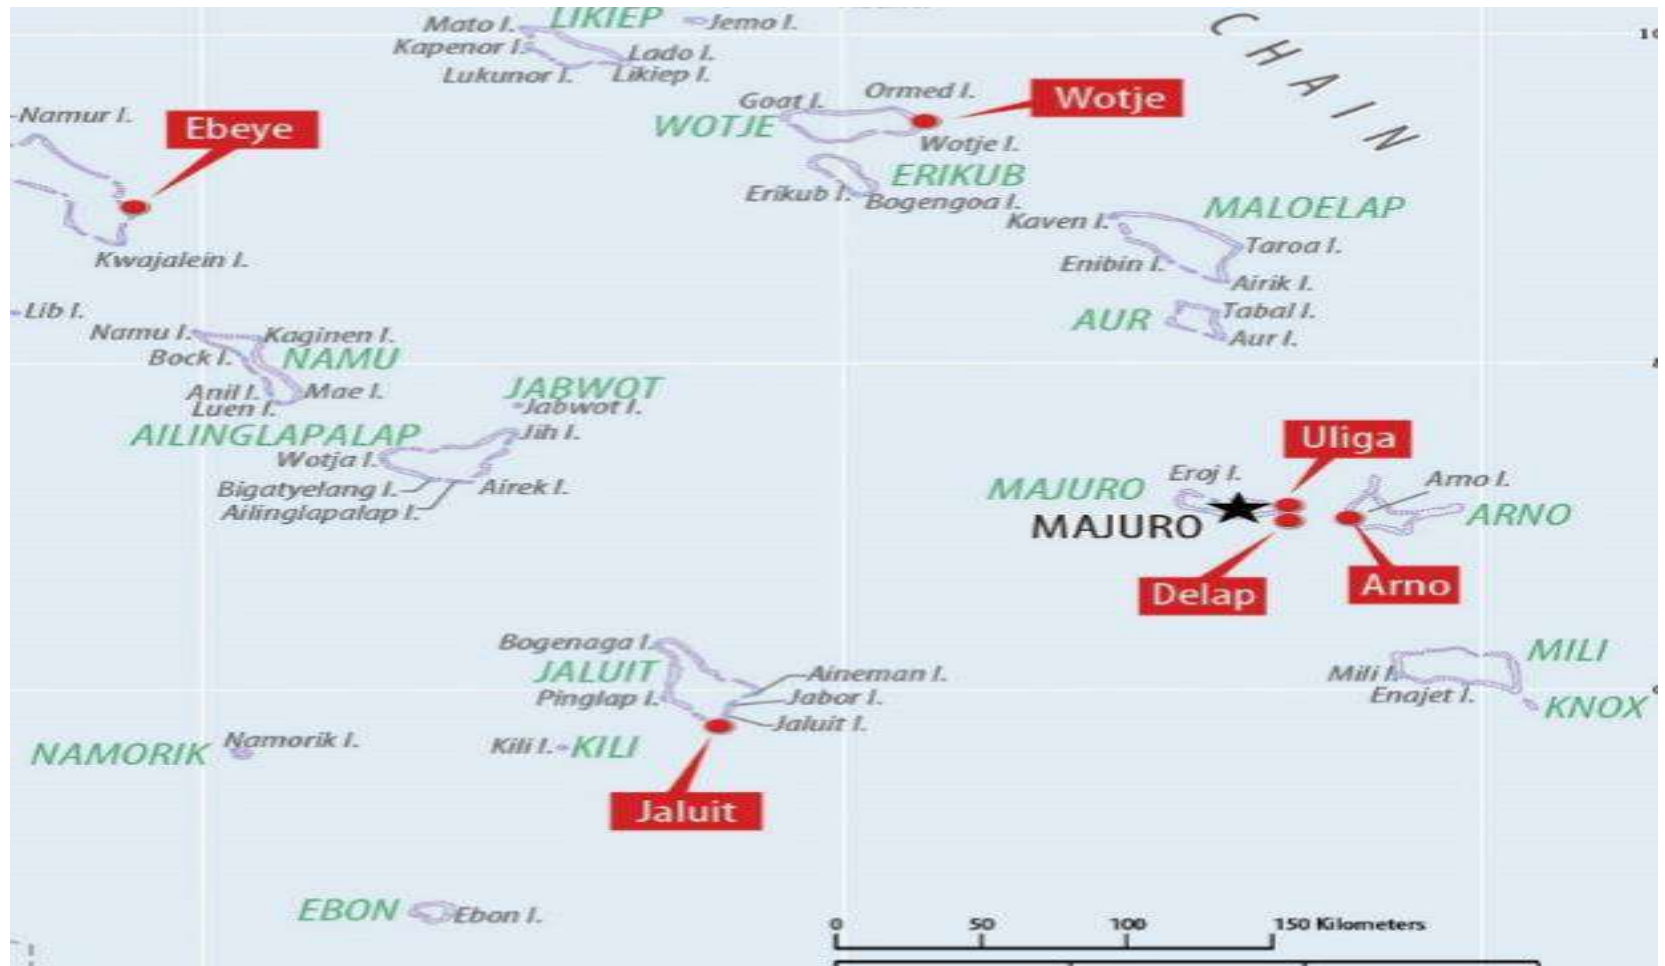 LIKIEP
Mato I.
Jemo I.
Kapenor I.
Lado I.
Lukunor I.
Likiep I.
C H A I N
Namur I.
Ebeye
Goat I.
Ormed I.
Wotje
WOTJE
Wotje I.
ERIKUB
Erikub I.
Bogengoa I.
Kaven I.
MALOELAP
Taroa I.
Enibin I.
Airik I.
Kwajalein I.
Lib I.
AUR
Tabal I.
Aur I.
Namu I.
Kaginen I.
Bock I.
NAMU
Anil I.
Mae I.
Luen I.
JABWOT
Jabwot I.
AILINGLAPALAP
Jih I.
Wotja I.
Bigatyelang I.
Airek I.
Ailinglapalap I.
Uliga
Eroj I.
MAJURO
MAJURO
Arno I.
ARNO
Delap
Arno
Bogenaga I.
JALUIT
Aineman I.
Pinglap I.
Jabor I.
Jaluit I.
MILI
Mili I.
Enajet I.
KNOX
NAMORIK
Namorik I.
Kili I.
KILI
Jaluit
EBON
Ebon I.
0 50 100 150 Kilometers